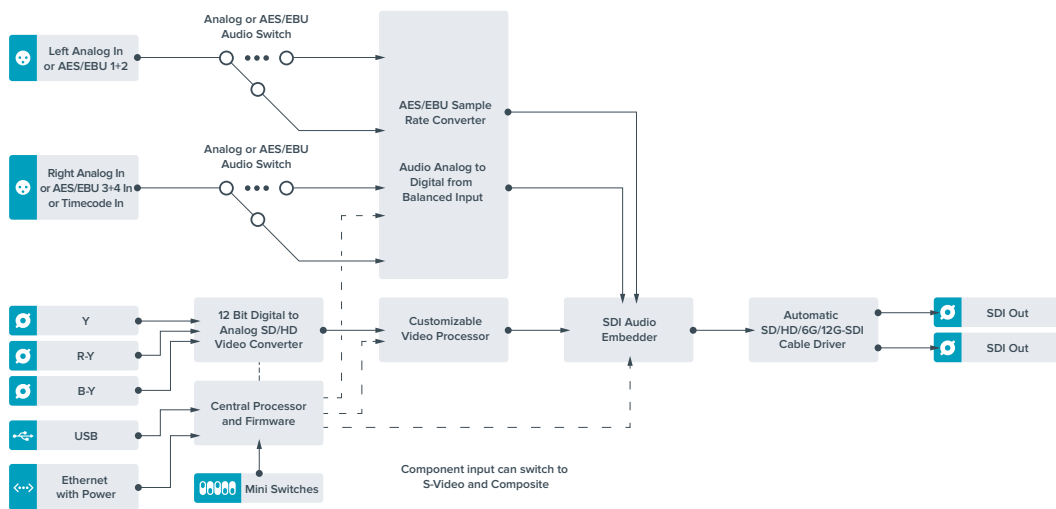 Analog or AES/EBU
Audio Switch
Left Analog In
or AES/EBU 1+2
AES/EBU Sample
Rate Converter
Analog or AES/EBU
Audio Switch
Right Analog In
or AES/EBU 3+4 In
or Timecode In
Audio Analog to
Digital from
Balanced Input
Y
R-Y
B-Y
12 Bit Digital to
Analog SD/HD
Video Converter
Customizable
Video Processor
SDI Audio
Embedder
Automatic
SD/HD/6G/12G-SDI
Cable Driver
SDI Out
SDI Out
Central Processor
and Firmware
USB
Ethernet
with Power
Mini Switches
Component input can switch to
S-Video and Composite